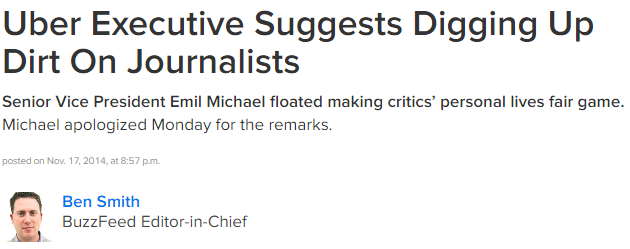 Uber Executive Suggests Digging Up
Dirt On Journalists
Senior Vice President Emil Michael floated making critics’ personal lives fair game.
Michael apologized Monday for the remarks.
posted on Nov. 17, 2014, at 8:57 p.m.
Ben Smith
BuzzFeed Editor-in-Chief